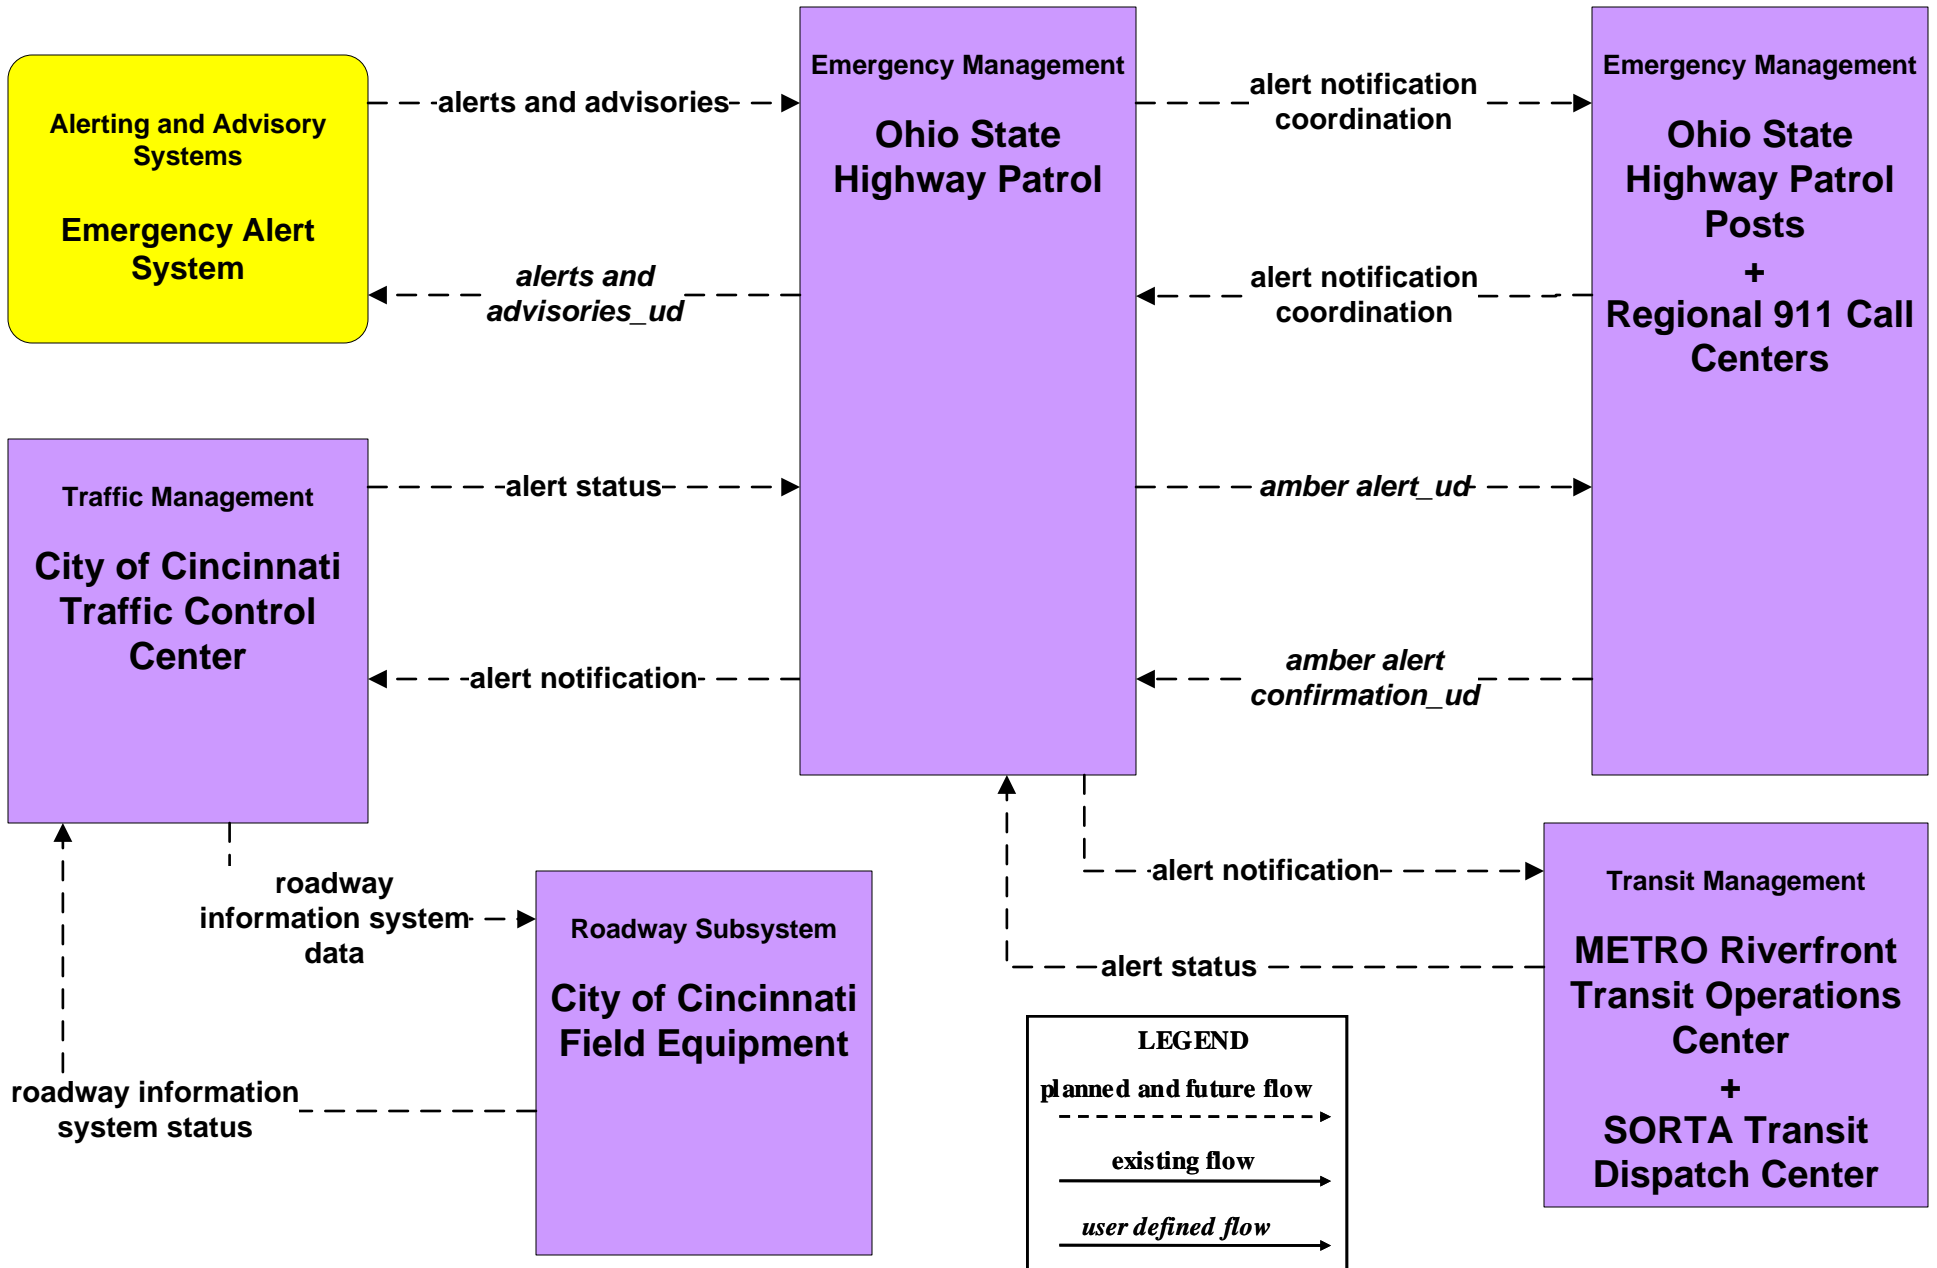 Alerting and Advisory
Systems
Emergency Alert
System
alerts and advisories
alerts and
advisories_ud
Emergency Management
Ohio State
Highway Patrol
alert notification
coordination
alert notification
coordination
Emergency Management
Ohio State
Highway Patrol
Posts
+
Regional 911 Call
Centers
Traffic Management
City of Cincinnati
Traffic Control
Center
alert status
alert notification
amber alert_ud
amber alert
confirmation_ud
roadway
information system
data
Roadway Subsystem
City of Cincinnati
Field Equipment
roadway information
system status
alert notification
alert status
Transit Management
METRO Riverfront
Transit Operations
Center
+
SORTA Transit
Dispatch Center
LEGEND
planned and future flow
existing flow
user defined flow